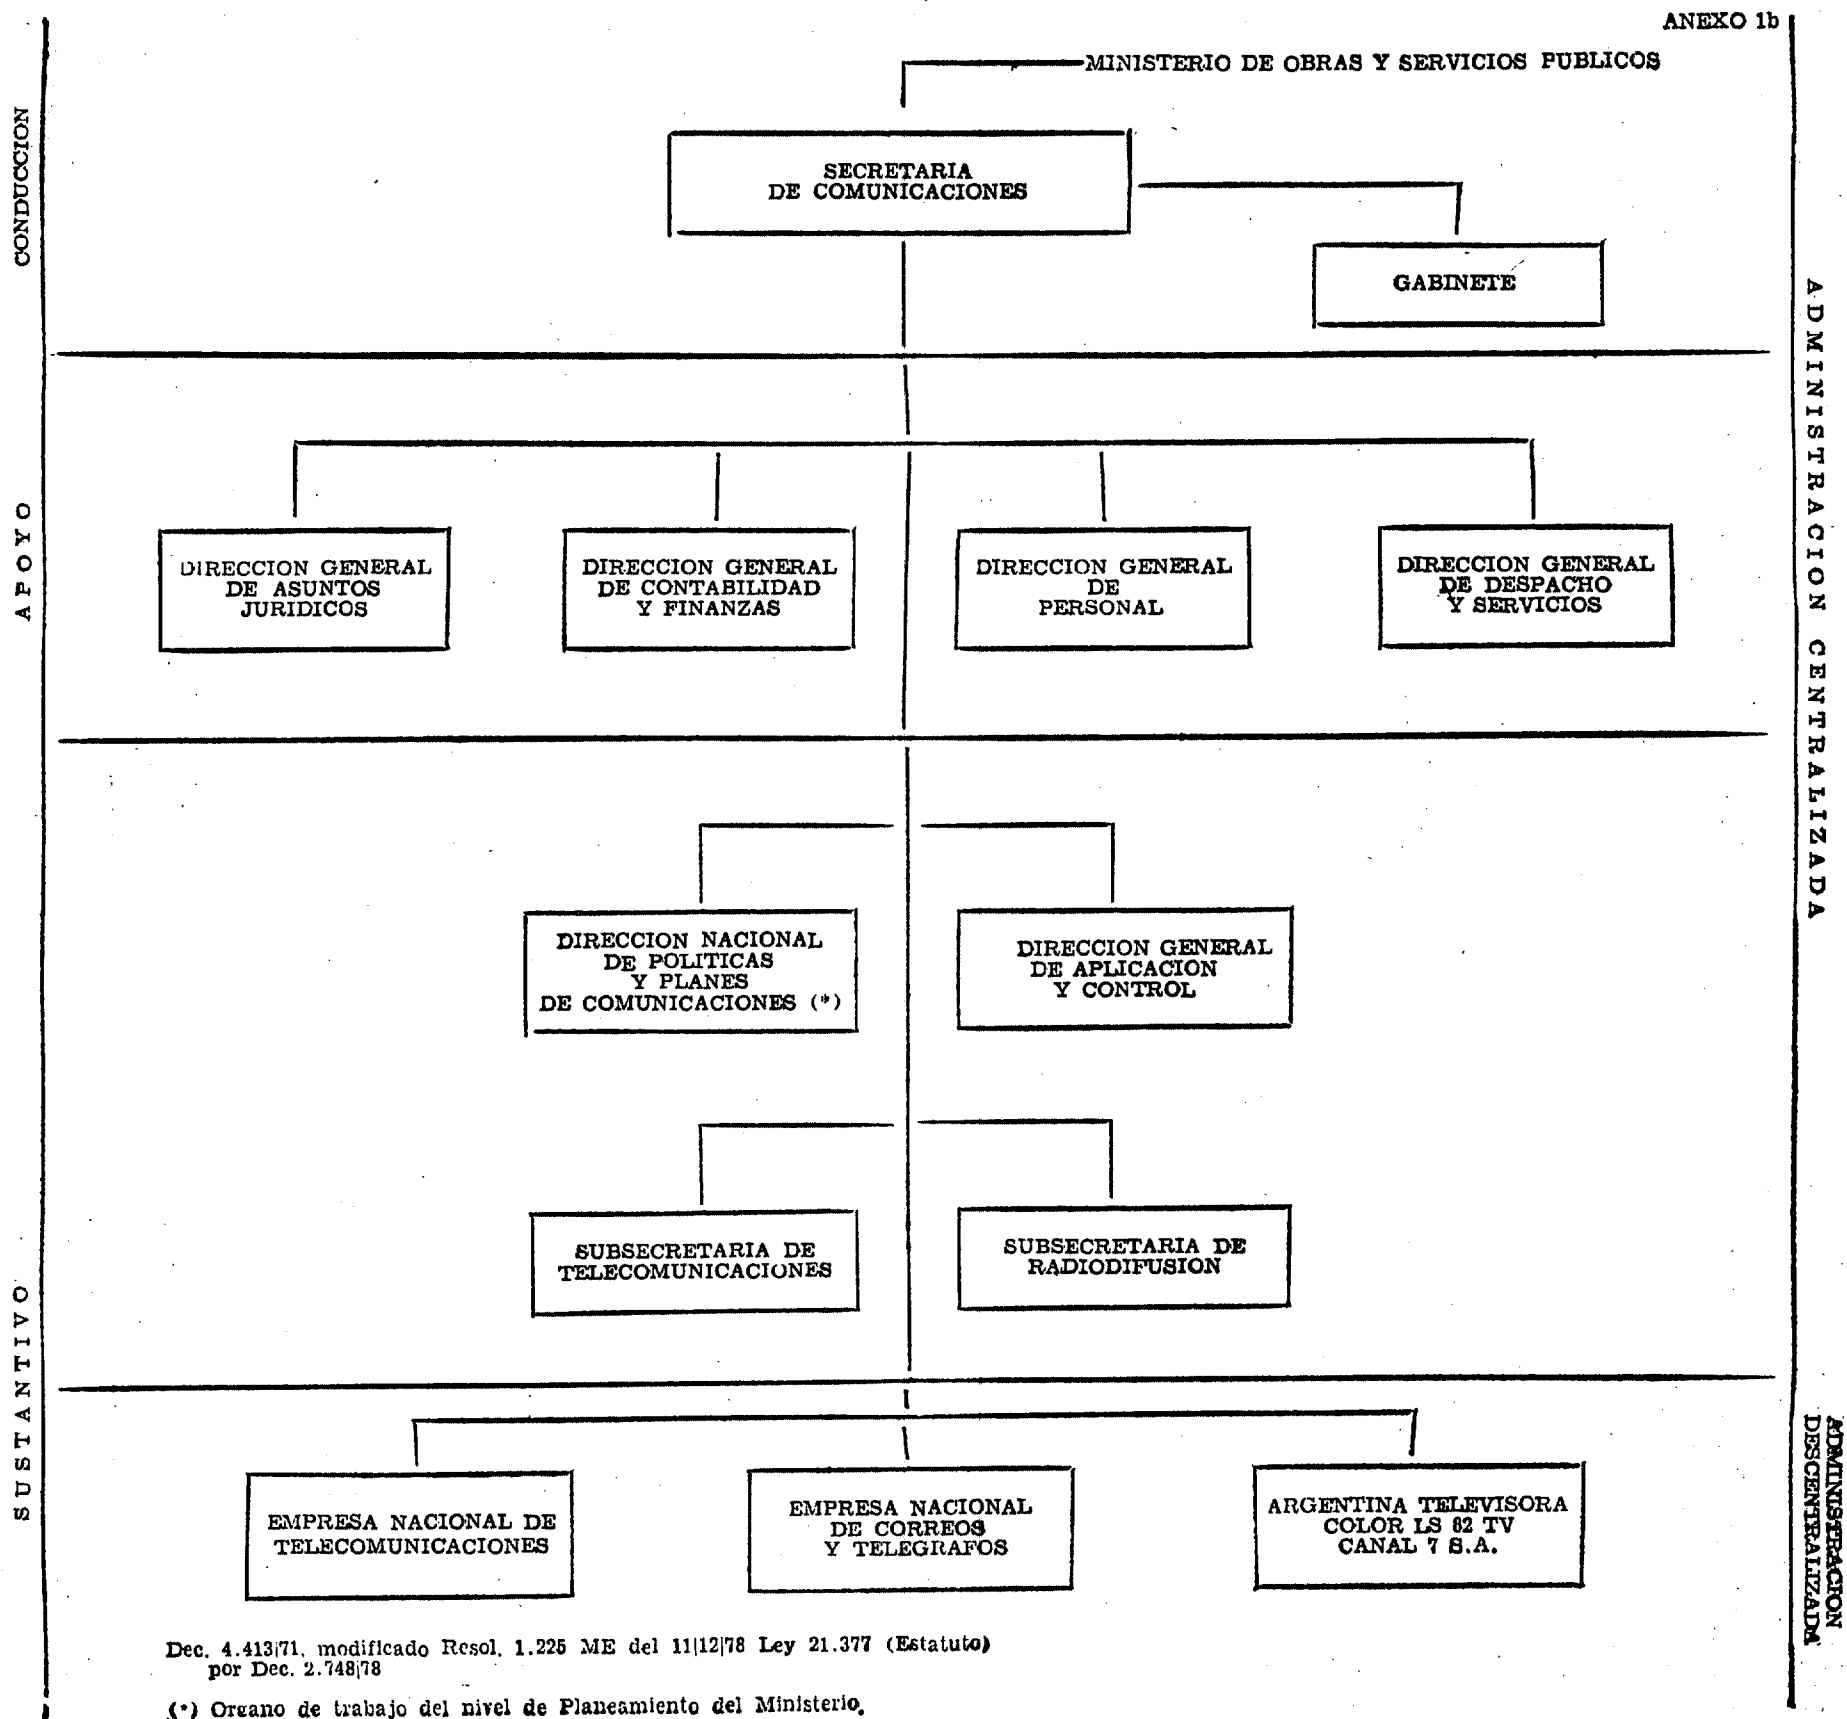 ANEXO 1b
MINISTERIO DE OBRAS Y SERVICIOS PUBLICOS
CONDUCCION
SECRETARIA
DE COMUNICACIONES
GABINETE
ADMINISTRACION CENTRALIZADA
APOYO
DIRECCION GENERAL
DE ASUNTOS
JURIDICOS
DIRECCION GENERAL
DE CONTABILIDAD
Y FINANZAS
DIRECCION GENERAL
DE
PERSONAL
DIRECCION GENERAL
DE DESPACHO
Y SERVICIOS
SUSTANTIVO
DIRECCION NACIONAL
DE POLITICAS
Y PLANES
DE COMUNICACIONES (*)
DIRECCION GENERAL
DE APLICACION
Y CONTROL
SUBSECRETARIA DE
TELECOMUNICACIONES
SUBSECRETARIA DE
RADIODIFUSION
ADMINISTRACION
DESCENTRALIZADA
EMPRESA NACIONAL DE
TELECOMUNICACIONES
EMPRESA NACIONAL
DE CORREOS
Y TELEGRAFOS
ARGENTINA TELEVISORA
COLOR LS 82 TV
CANAL 7 S.A.
Dec. 4.413|71, modificado Resol. 1.225 ME del 11|12|78 Ley 21.377 (Estatuto)
por Dec. 2.748|78
(*) Organo de trabajo del nivel de Planeamiento del Ministerio.